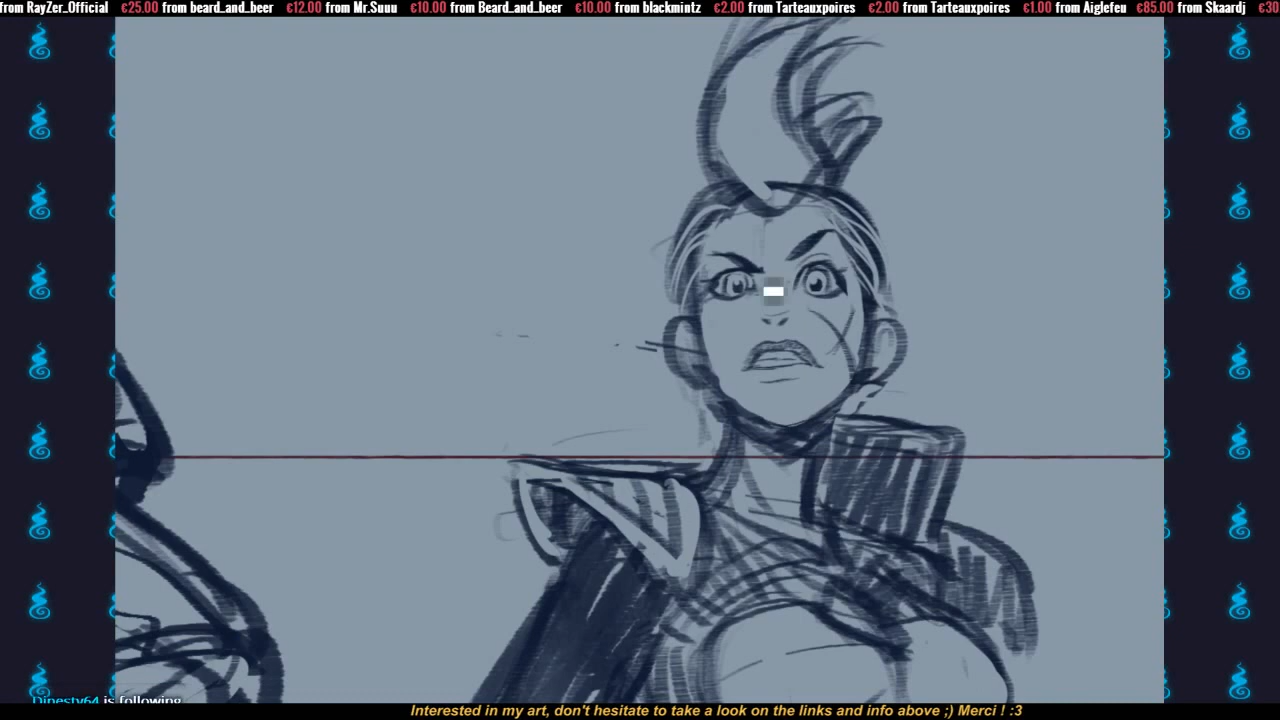 from RayZer_Official €25.00 from beard_and_beer €12.00 from Mr.Suuu €10.00 from Beard_and_beer €10.00 from blackmintz €2.00 from Tarteauxpoires €2.00 from Tarteauxpoires €1.00 from Aiglefeu €85.00 from Skaardj €30
Dinesty64 is following
Interested in my art, don't hesitate to take a look on the links and info above ;) Merci ! :3